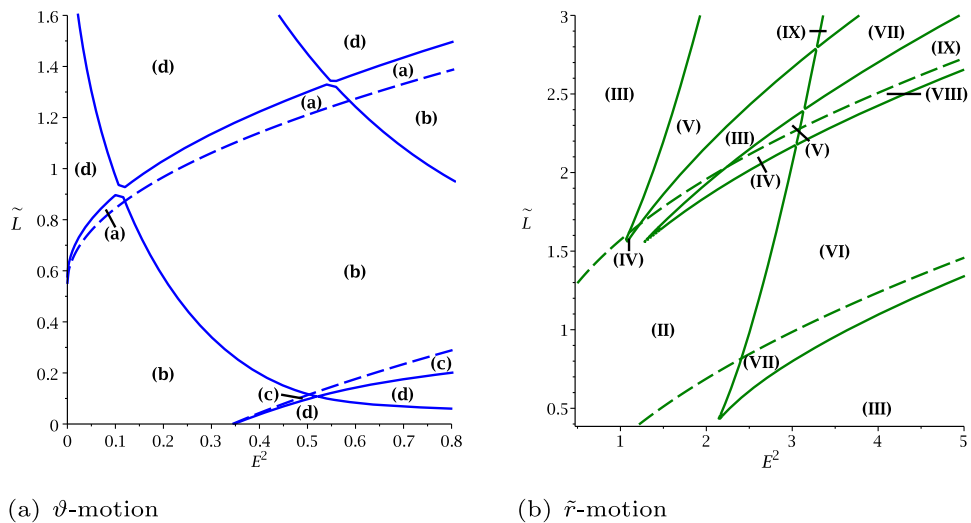 1.6
1.4
1.2
1
L̃
0.8
0.6
0.4
0.2
0
0 0.1 0.2 0.3 0.4 0.5 0.6 0.7 0.8
E²
(d)
(d)
(d)
(d)
(a)
(a)
(b)
(a)
(b)
(b)
(c)
(c)
(d)
(d)
(a) ϑ-motion
3
2.5
2
L̃
1.5
1
0.5
1 2 3 4 5
E²
(IX)
(VII)
(IX)
(III)
(VIII)
(V)
(III)
(V)
(IV)
(IV)
(VI)
(II)
(VII)
(III)
(b) r̃-motion